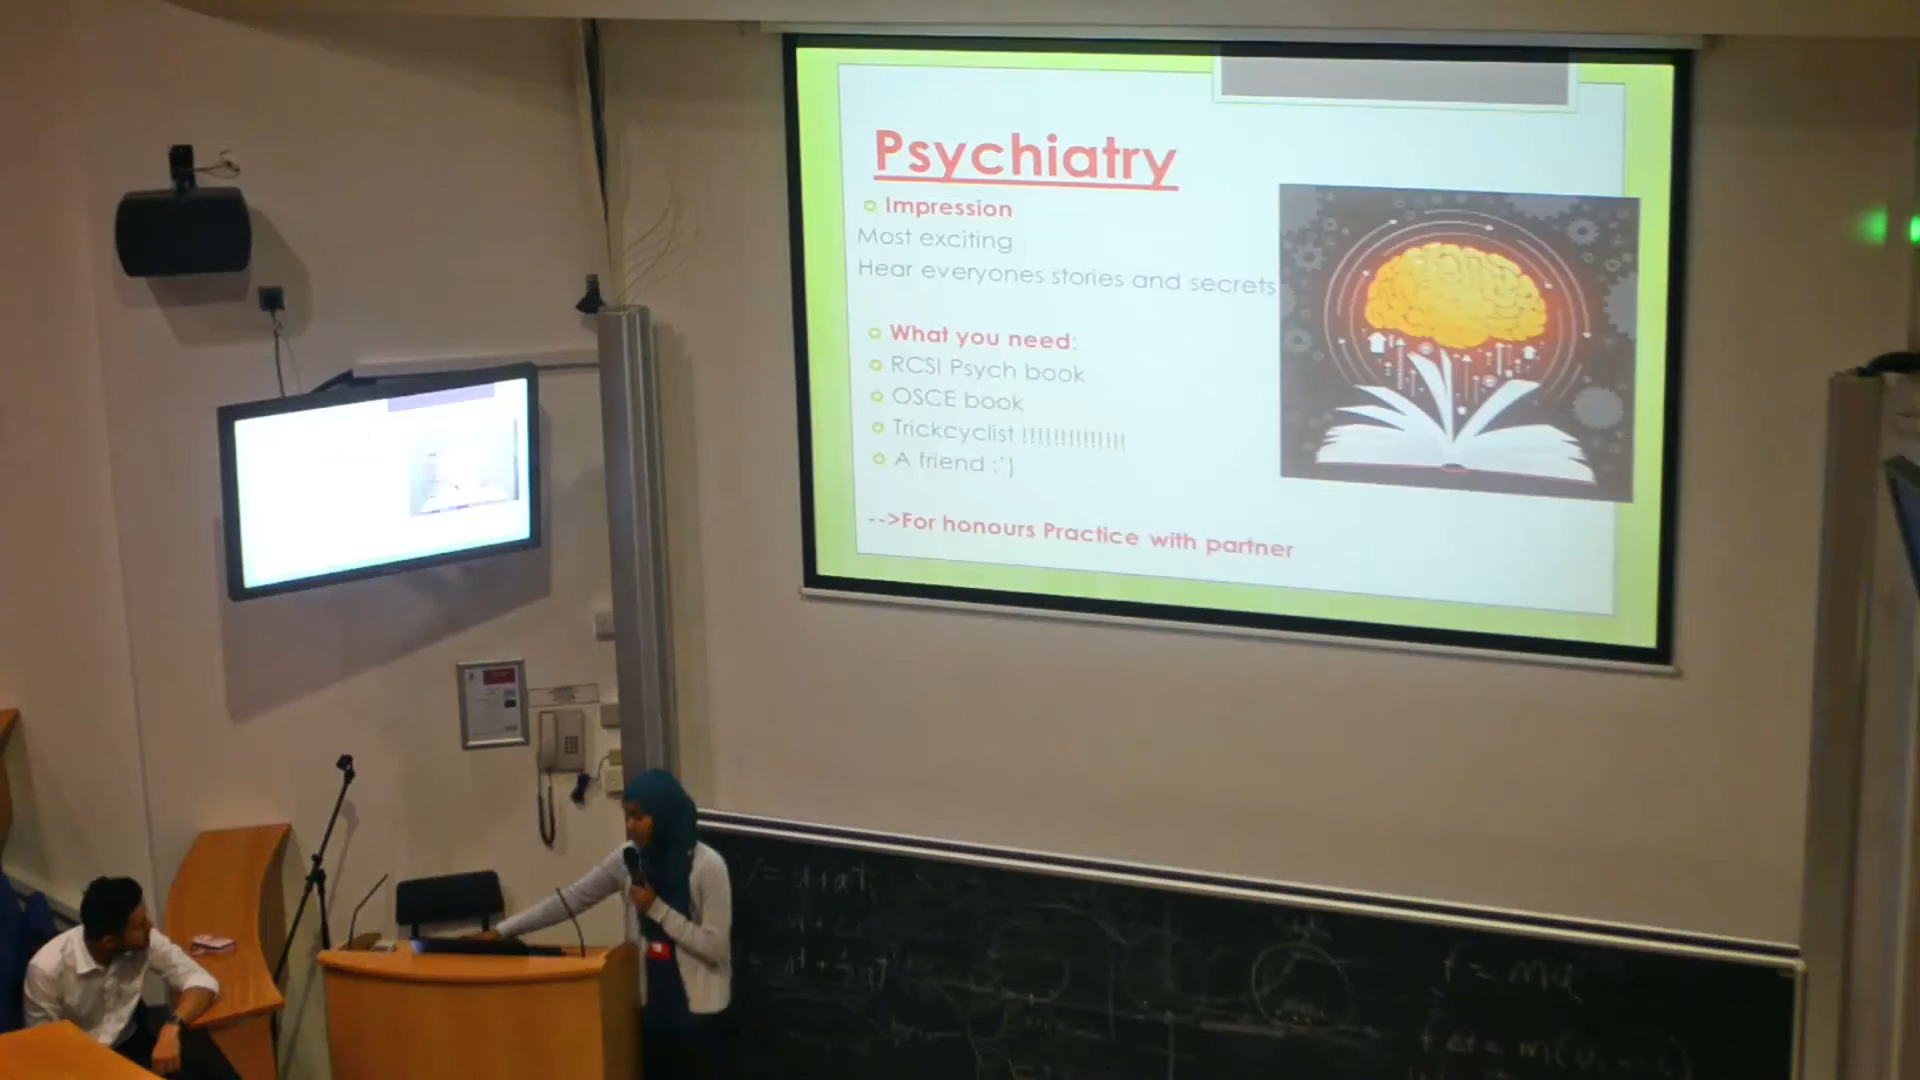 Psychiatry
Impression
Most exciting
Hear everyones stories and secrets
What you need:
RCSI Psych book
OSCE book
Trickcyclist !!!!!!!!!!!!!!
A friend :')
-->For honours Practice with partner
V = u + at
F = ma